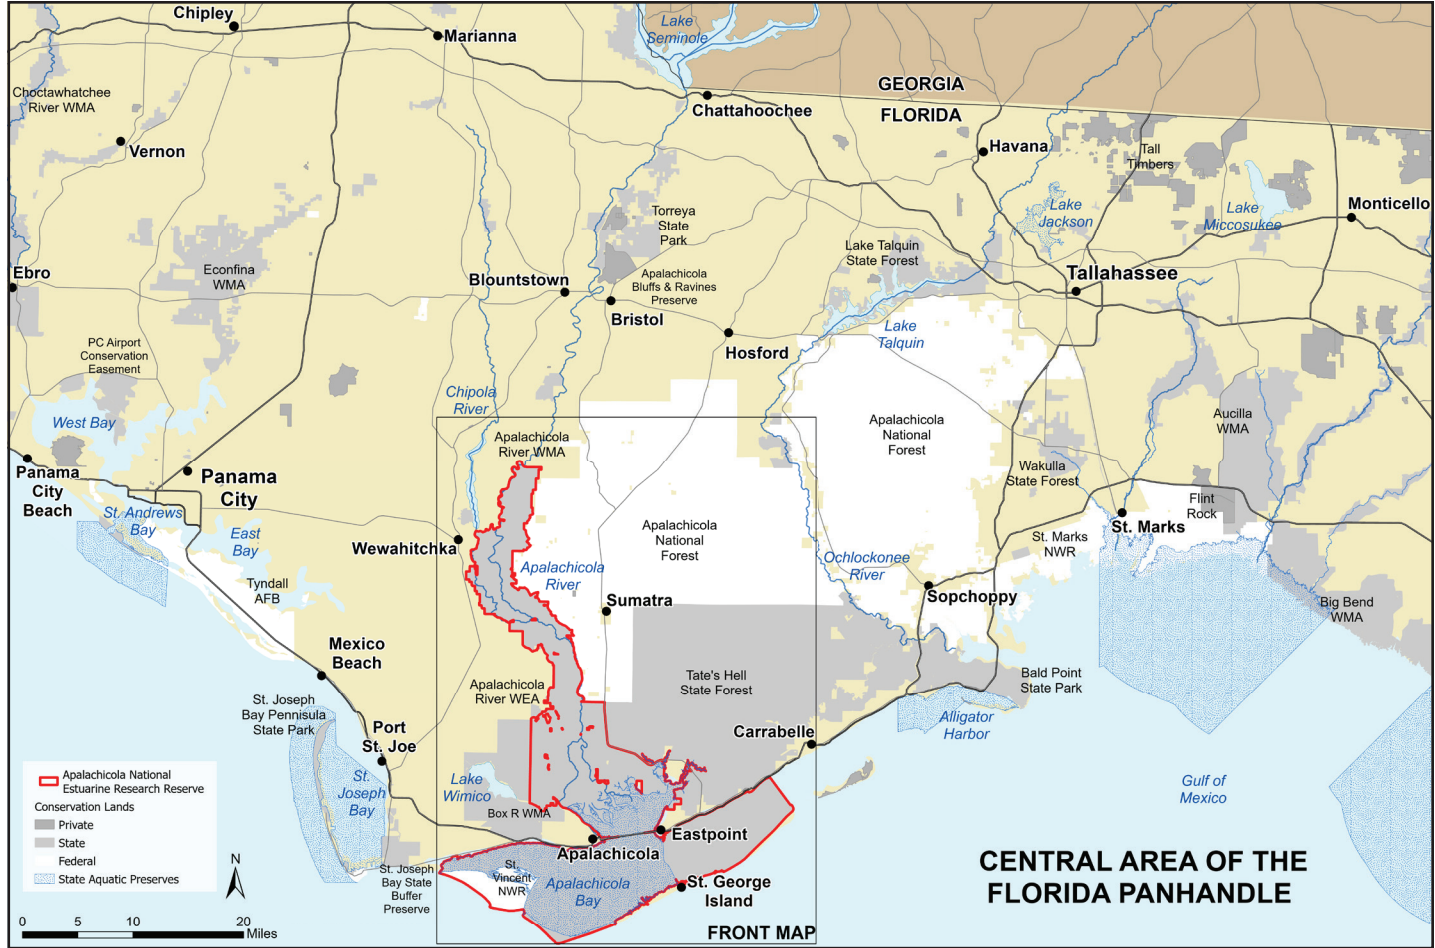 Chipley
Marianna
Lake
Seminole
Choctawhatchee
River WMA
GEORGIA
FLORIDA
Chattahoochee
Vernon
Havana
Tall
Timbers
Lake
Jackson
Lake
Miccosukee
Monticello
Torreya
State
Park
Lake Talquin
State Forest
Ebro
Econfina
WMA
Blountstown
Apalachicola
Bluffs & Ravines
Preserve
Tallahassee
Bristol
Hosford
Lake
Talquin
PC Airport
Conservation
Easement
Chipola
River
West Bay
Apalachicola
River WMA
Apalachicola
National
Forest
Aucilla
WMA
Panama
City
Beach
Panama
City
Wakulla
State Forest
Flint
Rock
St. Andrews
Bay
East
Bay
Wewahitchka
Apalachicola
National
Forest
St. Marks
St. Marks
NWR
Apalachicola
River
Ochlockonee
River
Tyndall
AFB
Sumatra
Sopchoppy
Big Bend
WMA
Mexico
Beach
Apalachicola
River WEA
Tate's Hell
State Forest
Bald Point
State Park
St. Joseph
Bay Pennisula
State Park
Port
St. Joe
Carrabelle
Alligator
Harbor
St.
Joseph
Bay
Lake
Wimico
Gulf of
Mexico
Box R WMA
Eastpoint
Apalachicola
St.
Vincent
NWR
Apalachicola
Bay
St. George
Island
St. Joseph
Bay State
Buffer
Preserve
Apalachicola National
Estuarine Research Reserve
Conservation Lands
Private
State
Federal
State Aquatic Preserves
N
0 5 10 20
Miles
FRONT MAP
CENTRAL AREA OF THE
FLORIDA PANHANDLE